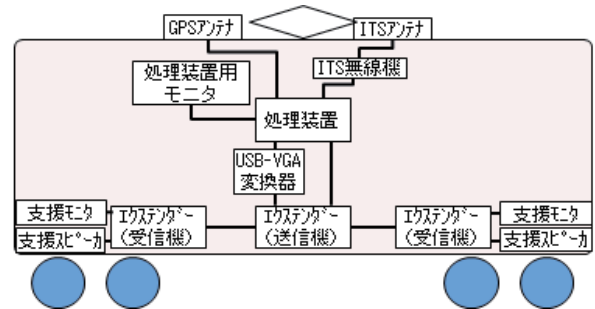 GPSアンテナ
ITSアンテナ
処理装置用
モニタ
ITS無線機
処理装置
USB-VGA
変換器
支援モニタ
支援スピーカ
エクステンダー
(受信機)
エクステンダー
(送信機)
エクステンダー
(受信機)
支援モニタ
支援スピーカ